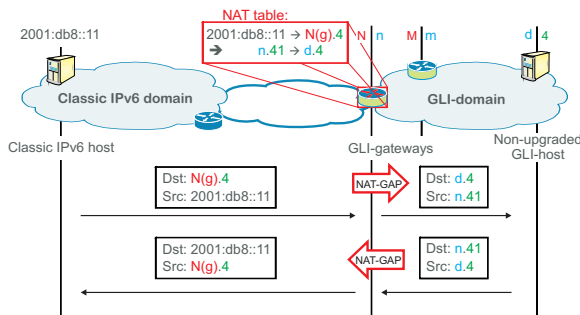 NAT table:
2001:db8::11
2001:db8::11 → N(g).4
➔ n.41 → d.4
N n
M m
d 4
Classic IPv6 domain
GLI-domain
Classic IPv6 host
GLI-gateways
Non-upgraded
GLI-host
Dst: N(g).4
Src: 2001:db8::11
NAT-GAP
Dst: d.4
Src: n.41
Dst: 2001:db8::11
Src: N(g).4
NAT-GAP
Dst: n.41
Src: d.4